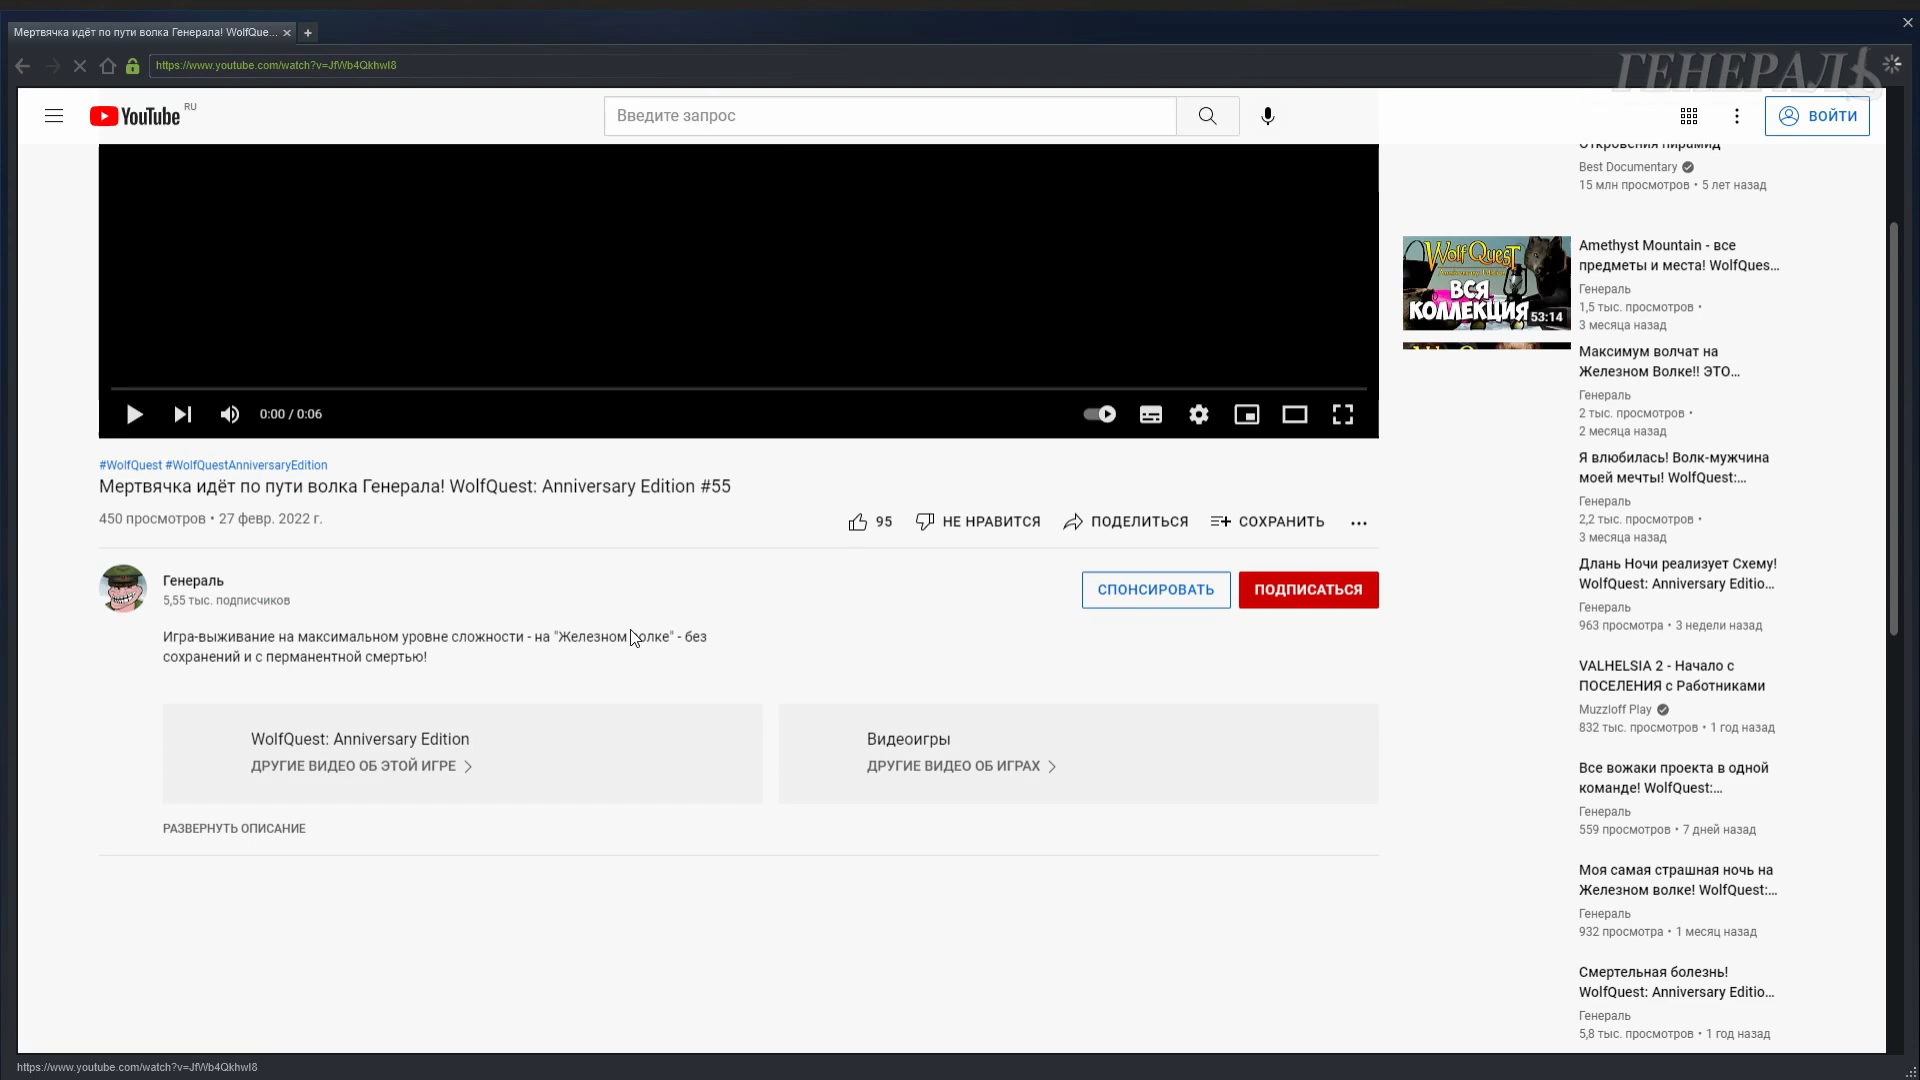 Мертвячка идёт по пути волка Генерала! WolfQue...
https://www.youtube.com/watch?v=JfWb4QkhwI8
ГЕНЕРАЛЬ
YouTube RU
Введите запрос
ВОЙТИ
Откровения пирамид
Best Documentary
15 млн просмотров • 5 лет назад
WolfQuest
Anniversary Edition
ВСЯ
КОЛЛЕКЦИЯ
53:14
Amethyst Mountain - все
предметы и места! WolfQues...
Генераль
1,5 тыс. просмотров •
3 месяца назад
Максимум волчат на
Железном Волке!! ЭТО...
Генераль
2 тыс. просмотров •
2 месяца назад
0:00 / 0:06
#WolfQuest #WolfQuestAnniversaryEdition
Мертвячка идёт по пути волка Генерала! WolfQuest: Anniversary Edition #55
450 просмотров • 27 февр. 2022 г.
95
НЕ НРАВИТСЯ
ПОДЕЛИТЬСЯ
СОХРАНИТЬ
Генераль
5,55 тыс. подписчиков
СПОНСИРОВАТЬ
ПОДПИСАТЬСЯ
Игра-выживание на максимальном уровне сложности - на "Железном Волке" - без
сохранений и с перманентной смертью!
WolfQuest: Anniversary Edition
ДРУГИЕ ВИДЕО ОБ ЭТОЙ ИГРЕ
Видеоигры
ДРУГИЕ ВИДЕО ОБ ИГРАХ
РАЗВЕРНУТЬ ОПИСАНИЕ
Я влюбилась! Волк-мужчина
моей мечты! WolfQuest:...
Генераль
2,2 тыс. просмотров •
3 месяца назад
Длань Ночи реализует Схему!
WolfQuest: Anniversary Editio...
Генераль
963 просмотра • 3 недели назад
VALHELSIA 2 - Начало с
ПОСЕЛЕНИЯ с Работниками
Muzzloff Play
832 тыс. просмотров • 1 год назад
Все вожаки проекта в одной
команде! WolfQuest:...
Генераль
559 просмотров • 7 дней назад
Моя самая страшная ночь на
Железном волке! WolfQuest:...
Генераль
932 просмотра • 1 месяц назад
Смертельная болезнь!
WolfQuest: Anniversary Editio...
Генераль
5,8 тыс. просмотров • 1 год назад
https://www.youtube.com/watch?v=JfWb4QkhwI8